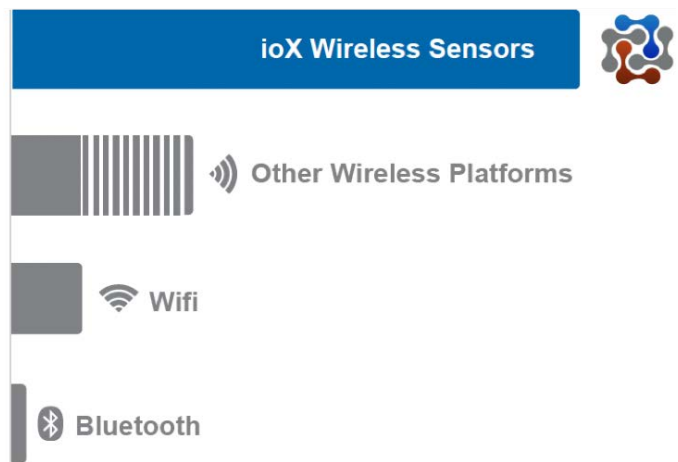 ioX Wireless Sensors
Other Wireless Platforms
Wifi
Bluetooth